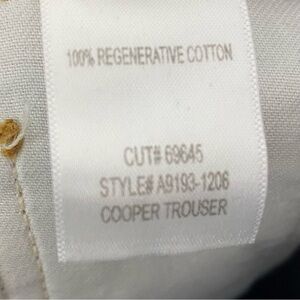 100% REGENERATIVE COTTON
CUT# 69645
STYLE# A9193-1206
COOPER TROUSER